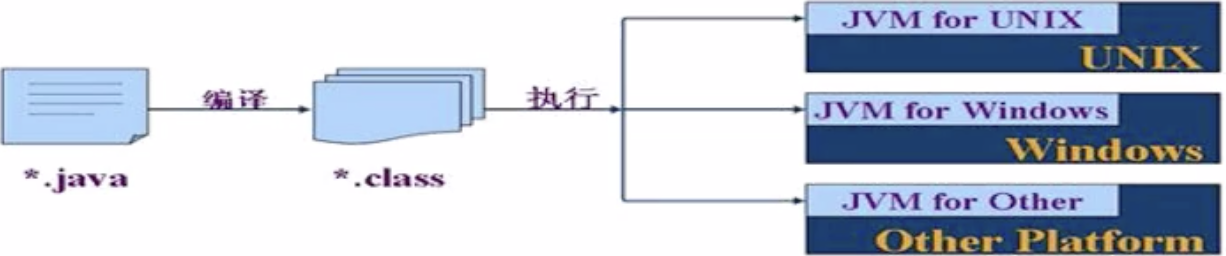 JVM for UNIX
UNIX
编译
执行
JVM for Windows
Windows
*.java
*.class
JVM for Other
Other Platform